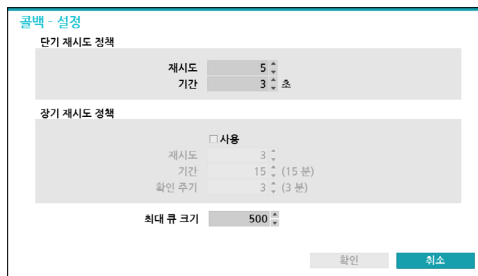 콜백 - 설정
단기 재시도 정책
재시도 5
기간 3 초
장기 재시도 정책
사용
재시도 3
기간 15 (15 분)
확인 주기 3 (3 분)
최대 큐 크기 500
확인 취소